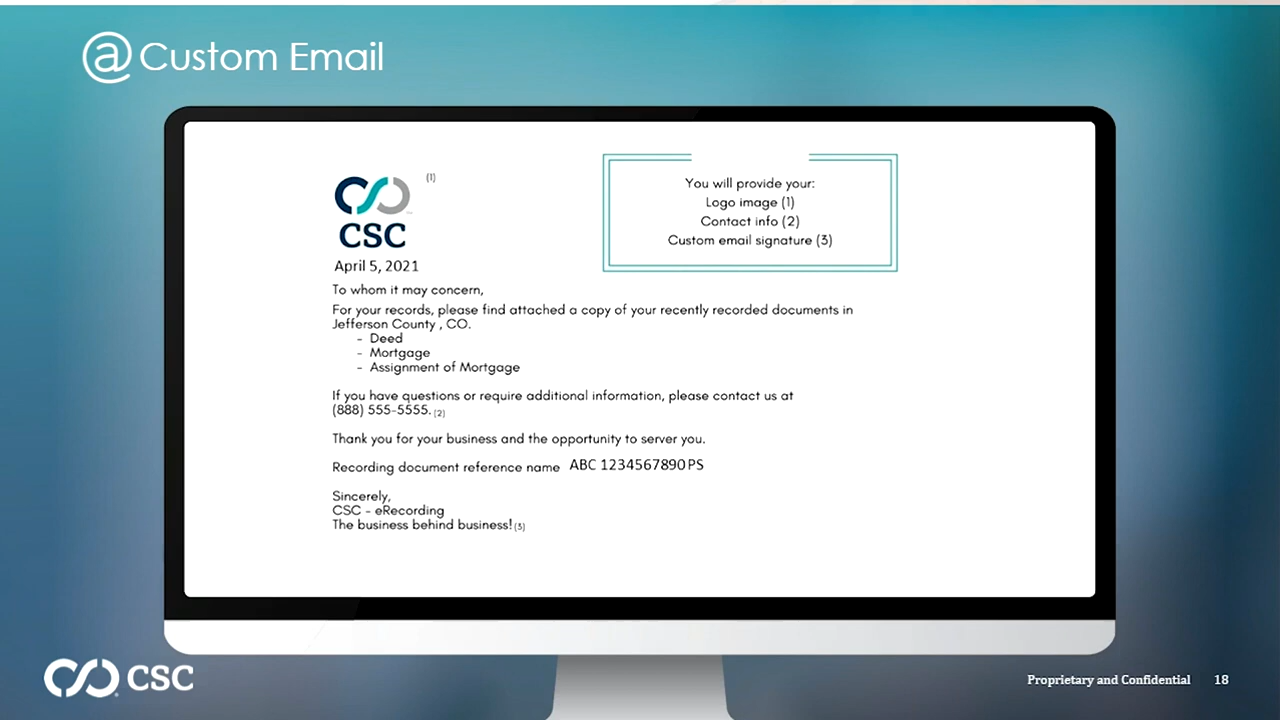 @ Custom Email
(1)
CSC
April 5, 2021
You will provide your:
Logo image (1)
Contact info (2)
Custom email signature (3)
To whom it may concern,
For your records, please find attached a copy of your recently recorded documents in
Jefferson County , CO.
- Deed
- Mortgage
- Assignment of Mortgage
If you have questions or require additional information, please contact us at
(888) 555-5555. (2)
Thank you for your business and the opportunity to server you.
Recording document reference name ABC 1234567890 PS
Sincerely,
CSC - eRecording
The business behind business! (3)
CSC
Proprietary and Confidential 18